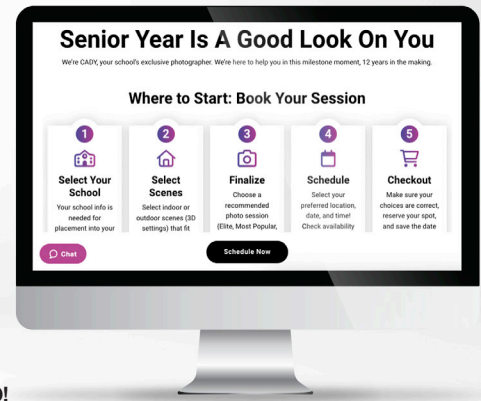 Senior Year Is A Good Look On You
We're CADY, your school's exclusive photographer. We're here to help you in this milestone moment, 12 years in the making.
Where to Start: Book Your Session
1
Select Your
School
Your school info is
needed for
placement into your
2
Select
Scenes
Select indoor or
outdoor scenes (3D
settings) that fit
3
Finalize
Choose a
recommended
photo session
(Elite, Most Popular,
4
Schedule
Select your
preferred location,
date, and time!
Check availability
5
Checkout
Make sure your
choices are correct,
reserve your spot,
and save the date
Chat
Schedule Now
!